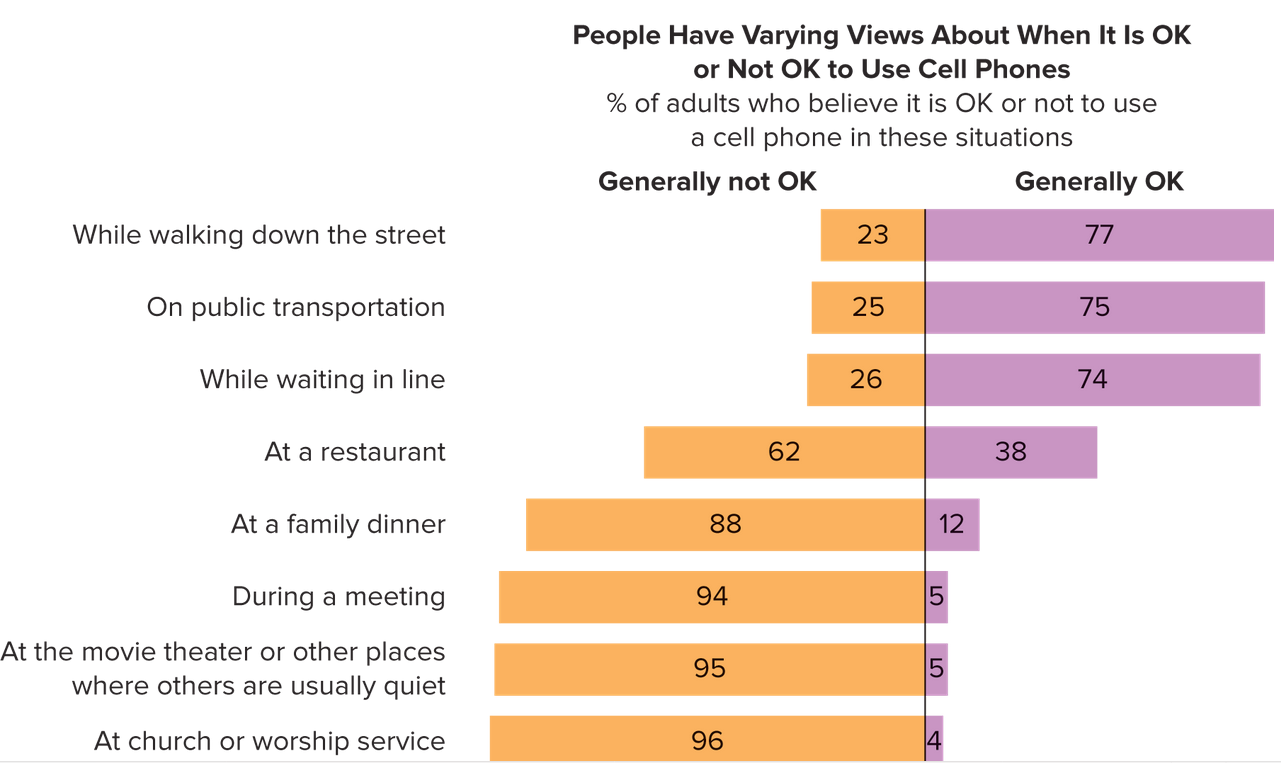 People Have Varying Views About When It Is OK
or Not OK to Use Cell Phones
% of adults who believe it is OK or not to use
a cell phone in these situations
Generally not OK Generally OK
While walking down the street 23 77
On public transportation 25 75
While waiting in line 26 74
At a restaurant 62 38
At a family dinner 88 12
During a meeting 94 5
At the movie theater or other places
where others are usually quiet 95 5
At church or worship service 96 4